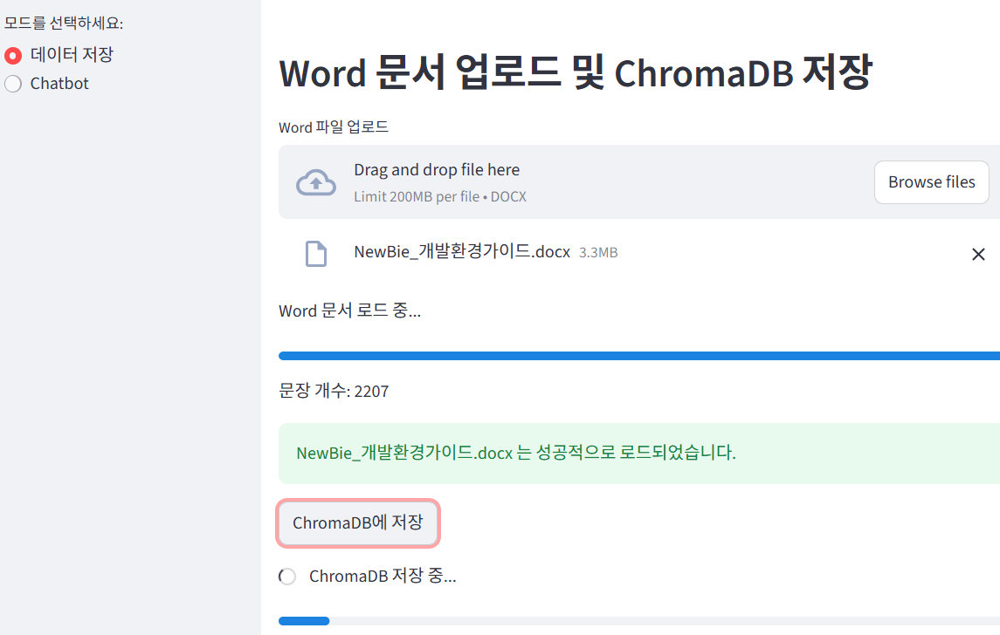 모드를 선택하세요:
데이터 저장
Chatbot
Word 문서 업로드 및 ChromaDB 저장
Word 파일 업로드
Drag and drop file here
Limit 200MB per file • DOCX
Browse files
NewBie_개발환경가이드.docx 3.3MB
Word 문서 로드 중...
문장 개수: 2207
NewBie_개발환경가이드.docx 는 성공적으로 로드되었습니다.
ChromaDB에 저장
ChromaDB 저장 중...